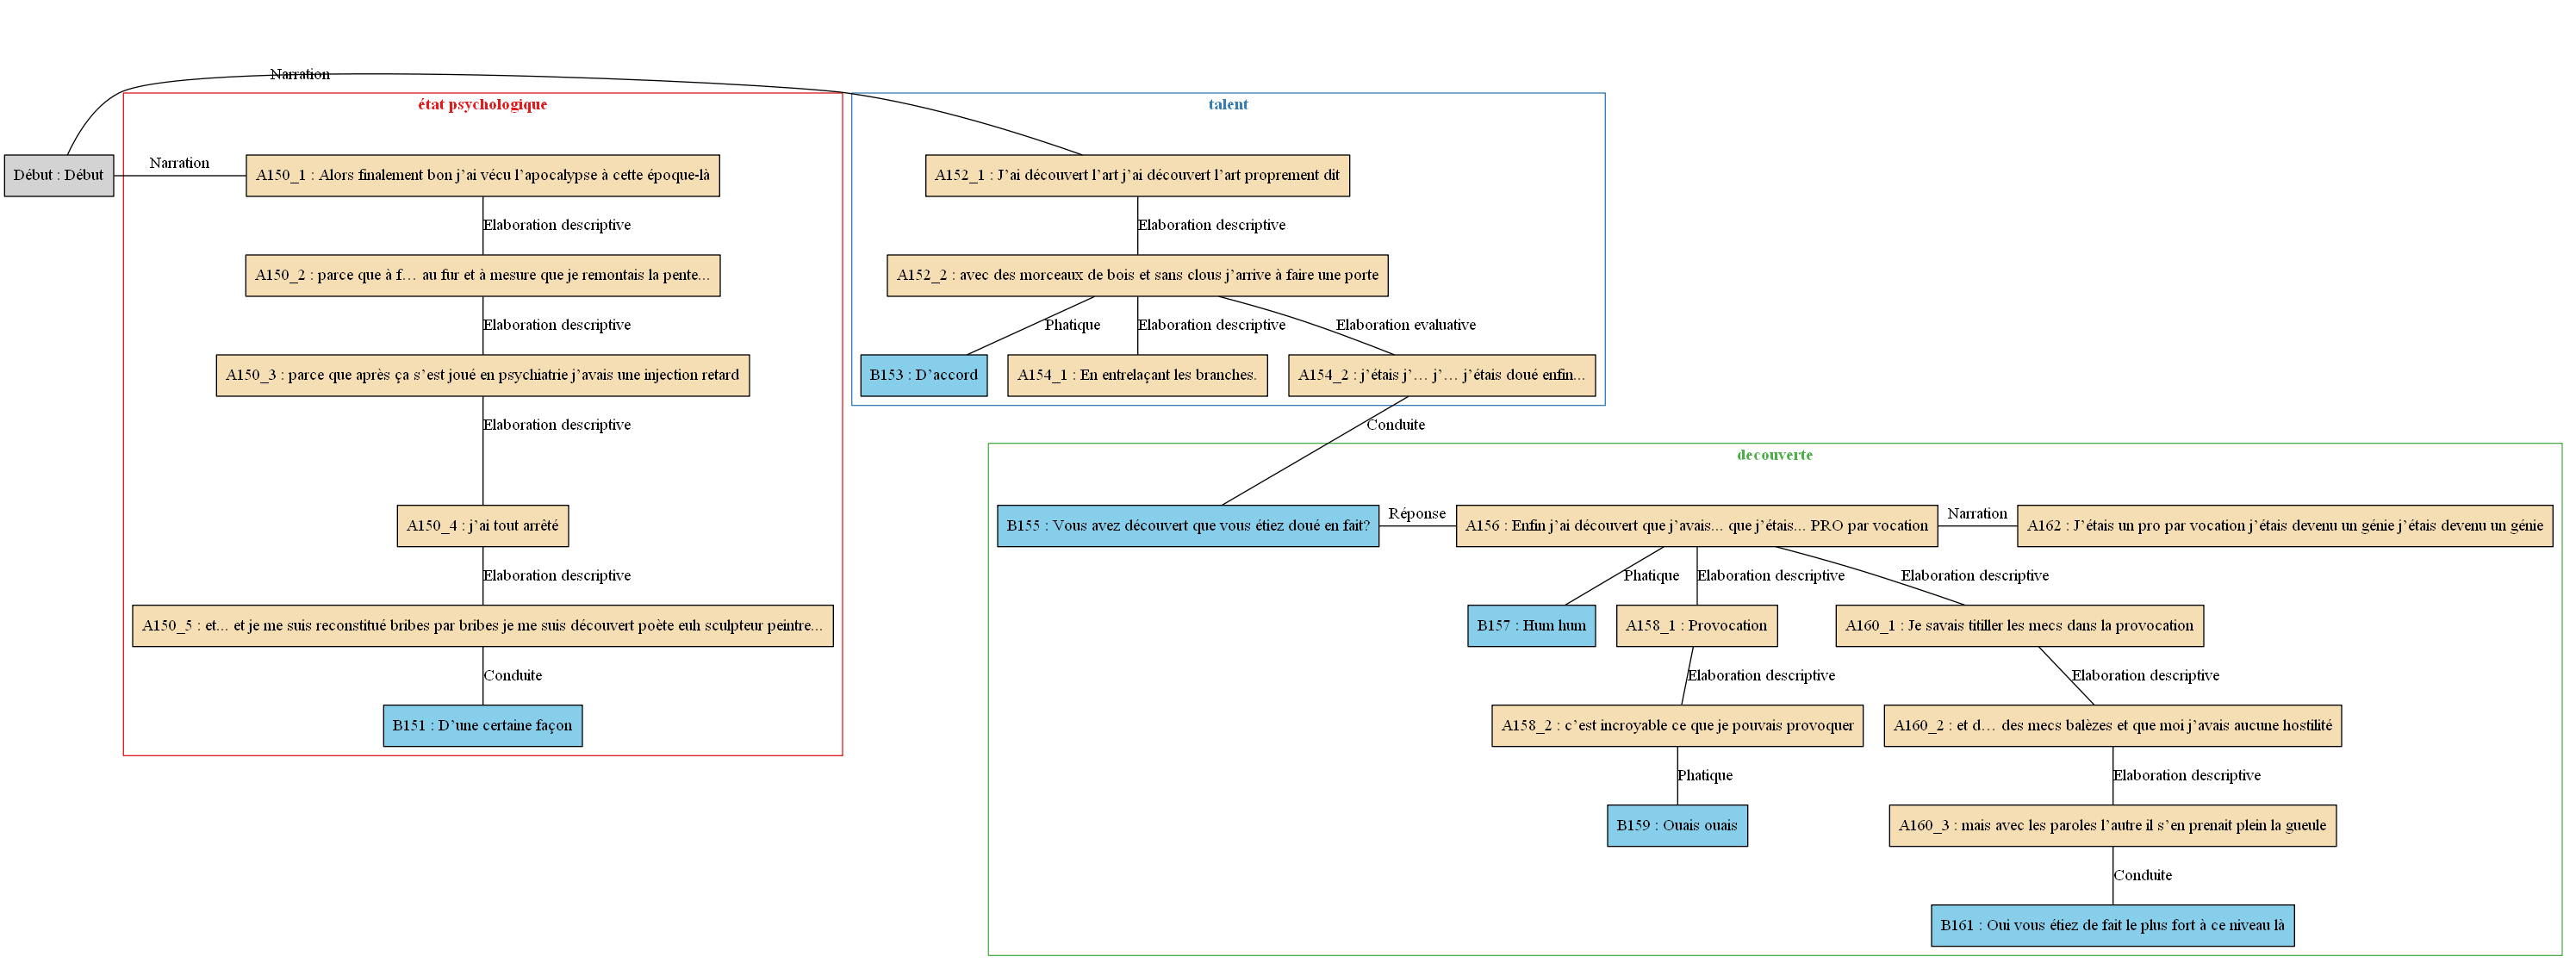 Narration
état psychologique
talent
Début : Début
Narration
A150_1 : Alors finalement bon j'ai vécu l'apocalypse à cette époque-là
A152_1 : J'ai découvert l'art j'ai découvert l'art proprement dit
Elaboration descriptive
Elaboration descriptive
A150_2 : parce que à f… au fur et à mesure que je remontais la pente...
A152_2 : avec des morceaux de bois et sans clous j'arrive à faire une porte
Elaboration descriptive
Phatique
Elaboration descriptive
Elaboration evaluative
A150_3 : parce que après ça s'est joué en psychiatrie j'avais une injection retard
B153 : D'accord
A154_1 : En entrelaçant les branches.
A154_2 : j'étais j'… j'… j'étais doué enfin...
Elaboration descriptive
Conduite
decouverte
A150_4 : j'ai tout arrêté
B155 : Vous avez découvert que vous étiez doué en fait?
Réponse
A156 : Enfin j'ai découvert que j'avais... que j'étais... PRO par vocation
Narration
A162 : J'étais un pro par vocation j'étais devenu un génie j'étais devenu un génie
Elaboration descriptive
Phatique
Elaboration descriptive
Elaboration descriptive
A150_5 : et... et je me suis reconstitué bribes par bribes je me suis découvert poète euh sculpteur peintre...
B157 : Hum hum
A158_1 : Provocation
A160_1 : Je savais titiller les mecs dans la provocation
Conduite
Elaboration descriptive
Elaboration descriptive
B151 : D'une certaine façon
A158_2 : c'est incroyable ce que je pouvais provoquer
A160_2 : et d… des mecs balèzes et que moi j'avais aucune hostilité
Phatique
Elaboration descriptive
B159 : Ouais ouais
A160_3 : mais avec les paroles l'autre il s'en prenait plein la gueule
Conduite
B161 : Oui vous étiez de fait le plus fort à ce niveau là